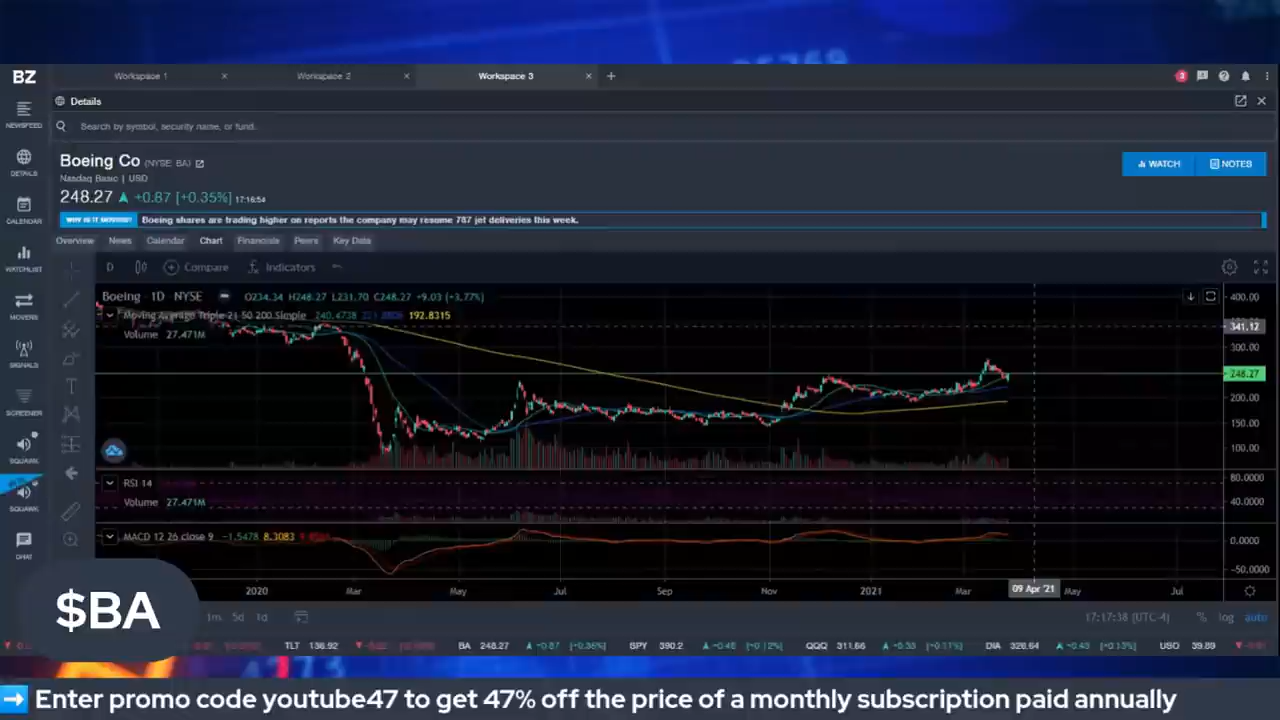 BZ
Workspace 1
Workspace 2
Workspace 3
3
Details
Search by symbol, security name, or fund.
NEWSFEED
Boeing Co (NYSE: BA)
Nasdaq Basic | USD
248.27 ▲ +0.87 [+0.35%] 17:16:54
WATCH
NOTES
DETAILS
WHY IS IT MOVING? Boeing shares are trading higher on reports the company may resume 787 jet deliveries this week.
CALENDAR
Overview News Calendar Chart Financials Peers Key Data
WATCHLIST
D Compare Indicators
Boeing · 1D · NYSE O234.34 H248.27 L231.70 C248.27 +9.03 (+3.77%)
Moving Average Triple 21 50 200 Simple 240.4738 192.8315
Volume 27.471M
400.00
341.12
300.00
248.27
200.00
150.00
100.00
MOVERS
SIGNALS
SCREENER
SQUAWK
SQUAWK
CHAT
RSI 14
Volume 27.471M
80.0000
40.0000
MACD 12 26 close 9 −1.5478 8.3083
0.0000
−50.0000
2020 Mar May Jul Sep Nov 2021 Mar 09 Apr '21 May Jul
$BA
1m 5d 1d
17:17:38 (UTC-4) % log auto
TLT 136.92 BA 248.27 ▲ +0.87 [+0.35%] SPY 390.2 QQQ 311.66 DIA 326.64 USD 39.89
Enter promo code youtube47 to get 47% off the price of a monthly subscription paid annually